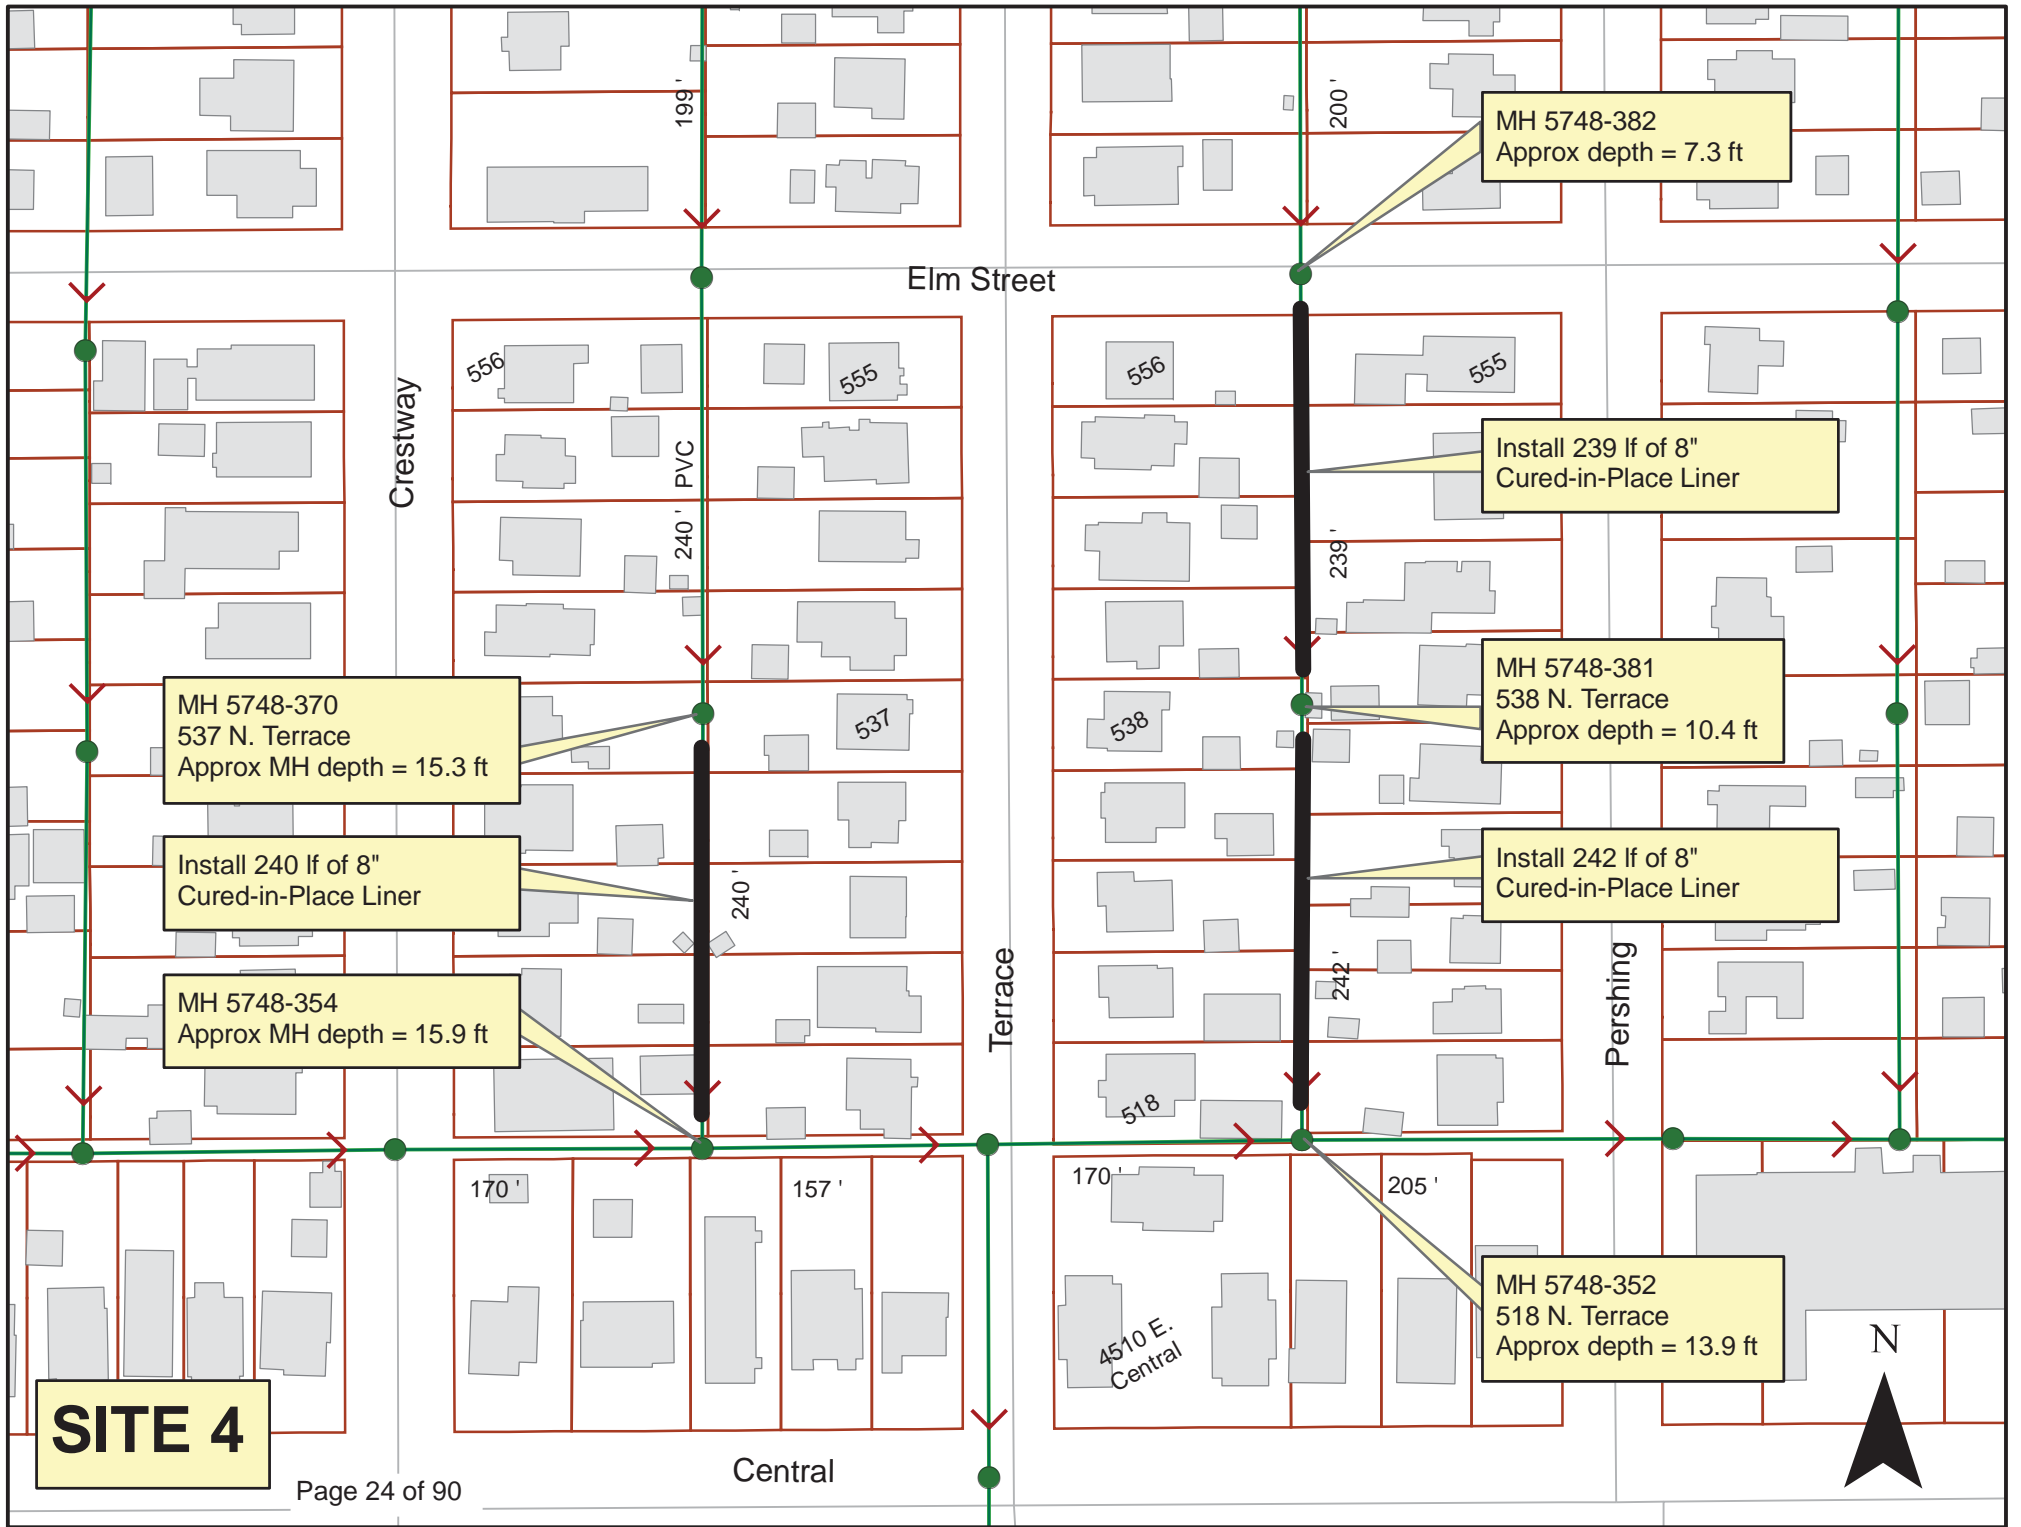 199 '
200 '
MH 5748-382
Approx depth = 7.3 ft
Elm Street
556
555
556
555
Crestway
240 '  PVC
Install 239 lf of 8"
Cured-in-Place Liner
239'
MH 5748-370
537 N. Terrace
Approx MH depth = 15.3 ft
537
538
MH 5748-381
538 N. Terrace
Approx depth = 10.4 ft
Install 240 lf of 8"
Cured-in-Place Liner
240 '
Install 242 lf of 8"
Cured-in-Place Liner
242 '
MH 5748-354
Approx MH depth = 15.9 ft
Terrace
Pershing
518
170 '
157 '
170 '
205 '
MH 5748-352
518 N. Terrace
Approx depth = 13.9 ft
4510 E.
Central
N
SITE 4
Central
Page 24 of 90